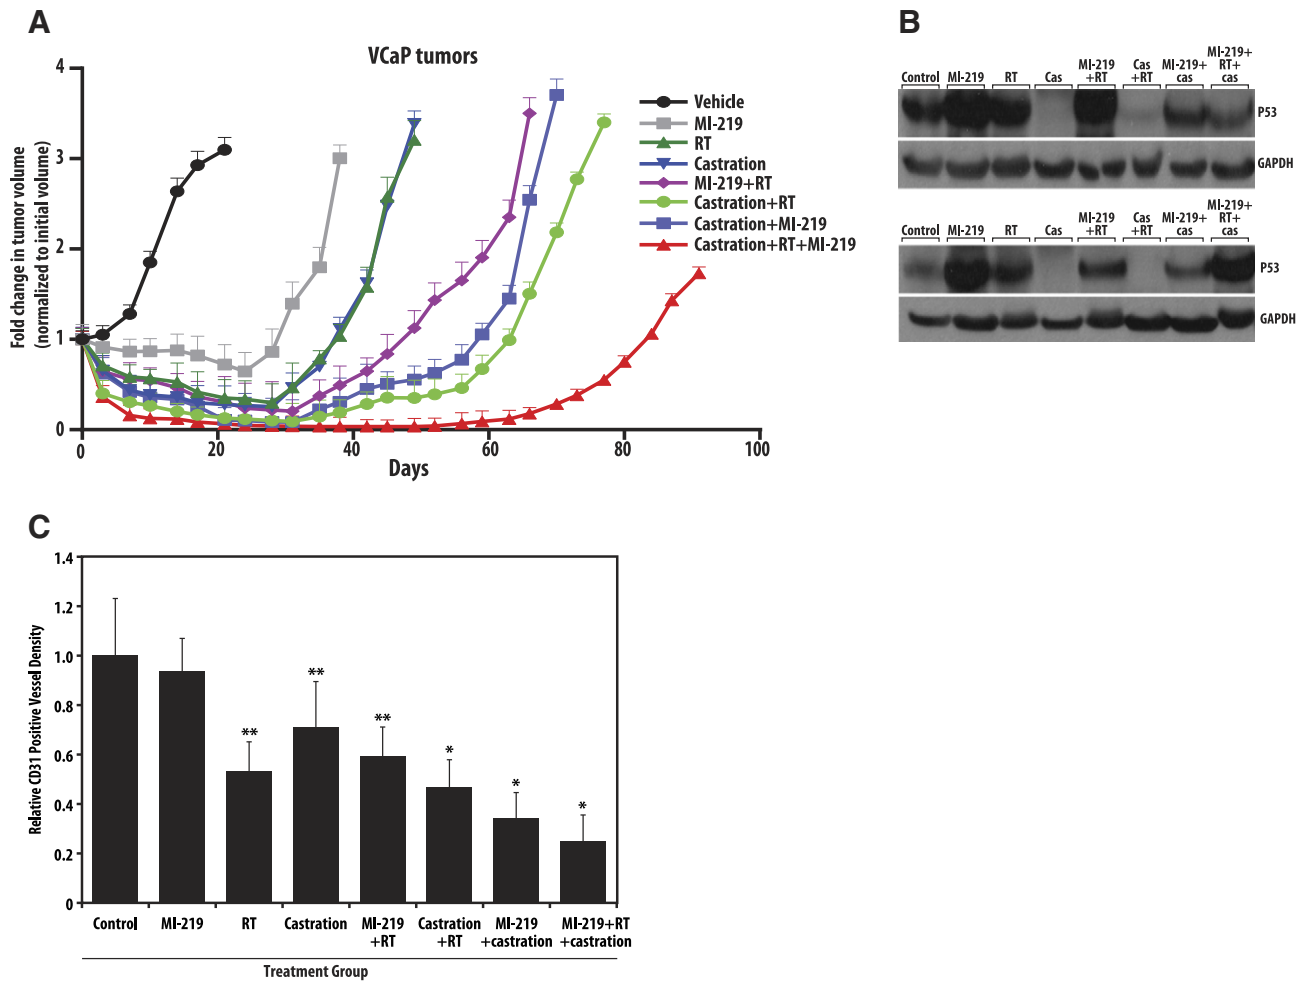 A
VCaP tumors
Fold change in tumor volume
(normalized to initial volume)
4
3
2
1
0
0
20
40
60
80
100
Days
Vehicle
MI-219
RT
Castration
MI-219+RT
Castration+RT
Castration+MI-219
Castration+RT+MI-219
B
Control
MI-219
RT
Cas
MI-219
+RT
Cas
+RT
MI-219+
cas
MI-219+
RT+
cas
P53
GAPDH
Control
MI-219
RT
Cas
MI-219
+RT
Cas
+RT
MI-219+
cas
MI-219+
RT+
cas
P53
GAPDH
C
Relative CD31 Positive Vessel Density
1.4
1.2
1.0
0.8
0.6
0.4
0.2
0
**
**
**
*
*
*
Control
MI-219
RT
Castration
MI-219
+RT
Castration
+RT
MI-219
+castration
MI-219+RT
+castration
Treatment Group